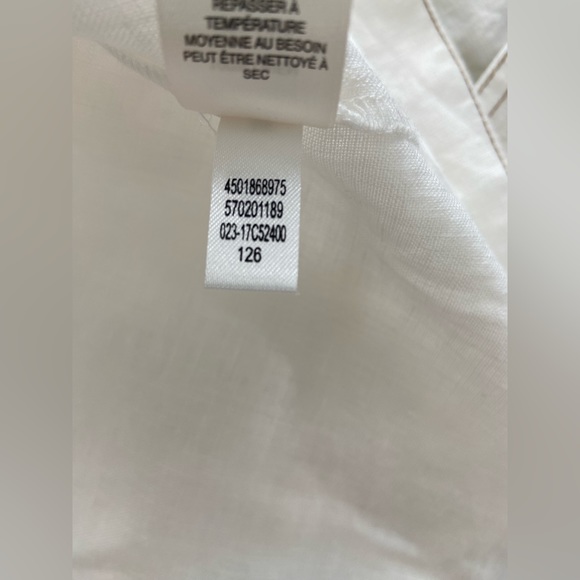 REPASSER À
TEMPÉRATURE
MOYENNE AU BESOIN
PEUT ÊTRE NETTOYÉ À
SEC
4501868975
570201189
023-17C52400
126